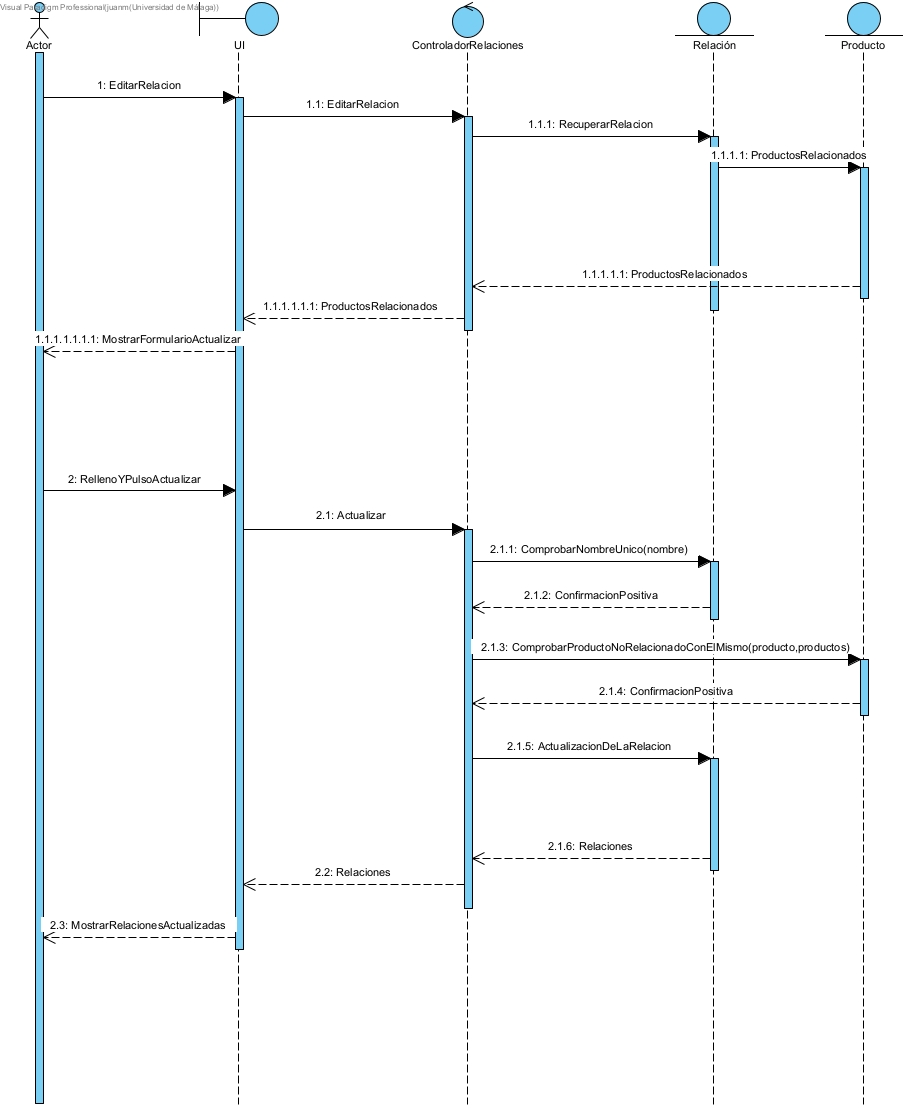 Visual Paradigm Professional(juanm(Universidad de Málaga))
Actor
UI
ControladorRelaciones
Relación
Producto
1: EditarRelacion
1.1: EditarRelacion
1.1.1: RecuperarRelacion
1.1.1.1: ProductosRelacionados
1.1.1.1.1: ProductosRelacionados
1.1.1.1.1.1: ProductosRelacionados
1.1.1.1.1.1.1: MostrarFormularioActualizar
2: RellenoYPulsoActualizar
2.1: Actualizar
2.1.1: ComprobarNombreUnico(nombre)
2.1.2: ConfirmacionPositiva
2.1.3: ComprobarProductoNoRelacionadoConElMismo(producto,productos)
2.1.4: ConfirmacionPositiva
2.1.5: ActualizacionDeLaRelacion
2.1.6: Relaciones
2.2: Relaciones
2.3: MostrarRelacionesActualizadas